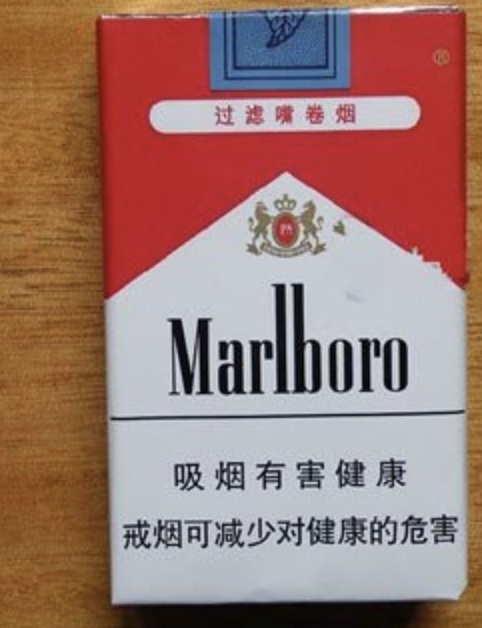 ®
过滤嘴卷烟
PM
Marlboro
吸烟有害健康
戒烟可减少对健康的危害